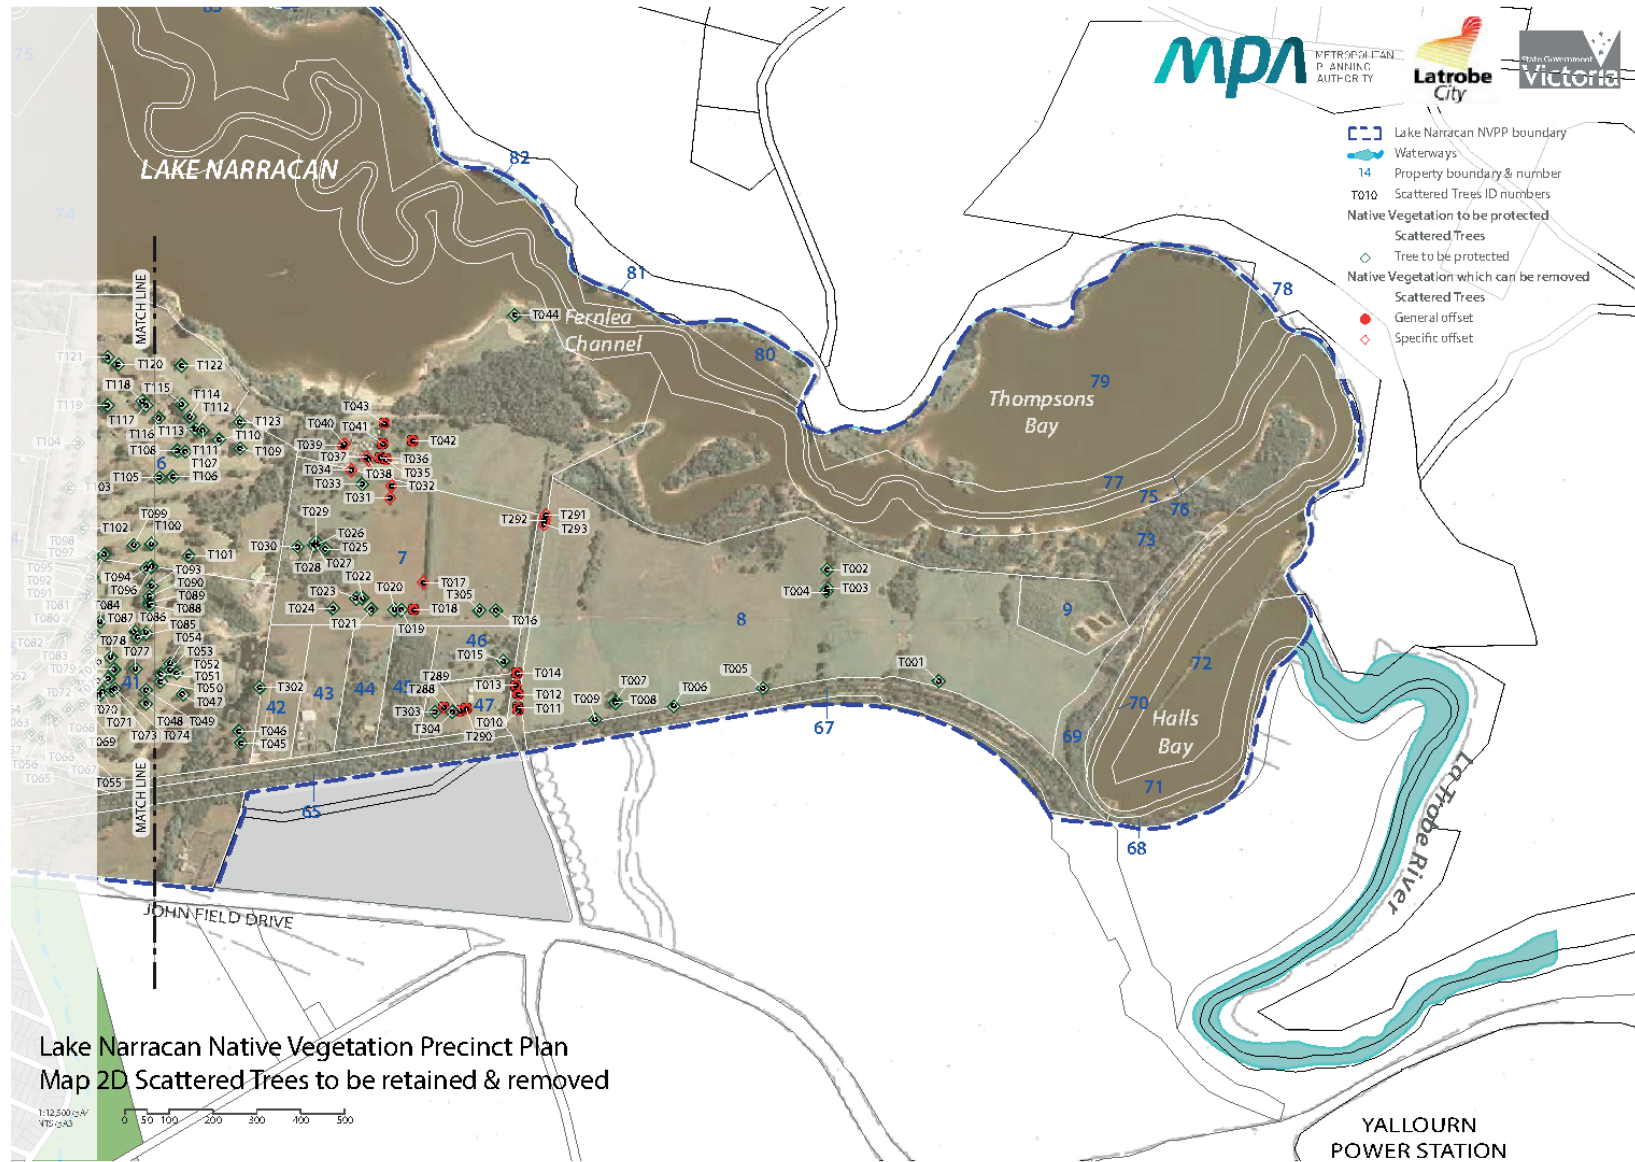 83
75
74
82
81
80
79
78
77
75
76
73
72
70
71
69
68
67
65
9
8
7
6
41
42
43
44
45
46
47
LAKE NARRACAN
Fernlea
Channel
Thompsons
Bay
Halls
Bay
La Trobe River
MATCH LINE
MATCH LINE
JOHN FIELD DRIVE
YALLOURN
POWER STATION
mpa
METROPOLITAN
PLANNING
AUTHORITY
Latrobe
City
State Government
Victoria
Lake Narracan NVPP boundary
Waterways
14 Property boundary & number
T010 Scattered Trees ID numbers
Native Vegetation to be protected
Scattered Trees
Tree to be protected
Native Vegetation which can be removed
Scattered Trees
General offset
Specific offset
T044
T121
T120
T122
T118
T115
T114
T119
T112
T123
T117
T116
T113
T110
T104
T108
T111
T109
T107
T105
T106
T103
T043
T040
T041
T039
T042
T037
T036
T034
T038
T035
T033
T032
T031
T292
T291
T293
T099
T102
T100
T098
T097
T101
T095
T092
T091
T094
T096
T093
T090
T089
T088
T081
T080
T084
T087
T086
T085
T082
T078
T054
T083
T077
T053
T079
T052
T051
T072
T050
T047
T070
T071
T048
T049
T068
T073
T074
T069
T067
T056
T065
T055
T046
T045
T302
T029
T026
T030
T025
T027
T028
T022
T020
T017
T023
T305
T024
T018
T021
T019
T016
T015
T014
T289
T013
T288
T012
T303
T011
T010
T304
T290
T009
T007
T008
T006
T005
T001
T002
T004
T003
Lake Narracan Native Vegetation Precinct Plan
Map 2D Scattered Trees to be retained & removed
0 50 100 200 300 400 500